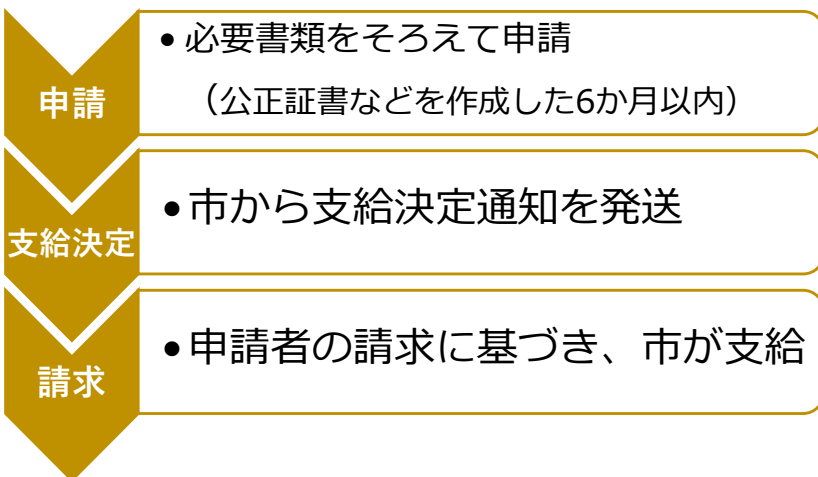 申請
• 必要書類をそろえて申請
（公正証書などを作成した6か月以内）
支給決定
• 市から支給決定通知を発送
請求
• 申請者の請求に基づき、市が支給